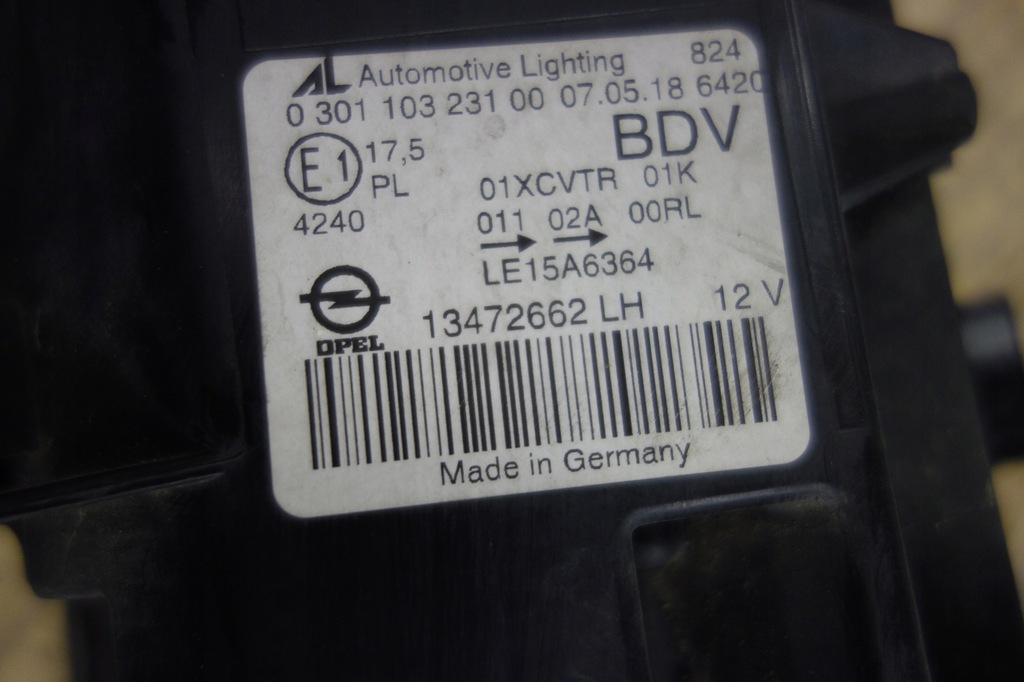 AL Automotive Lighting 824
0 301 103 231 00 07.05.18 6420
E1 17,5 BDV
PL 01XCVTR 01K
4240 011 02A 00RL
LE15A6364
OPEL 13472662 LH 12 V
Made in Germany